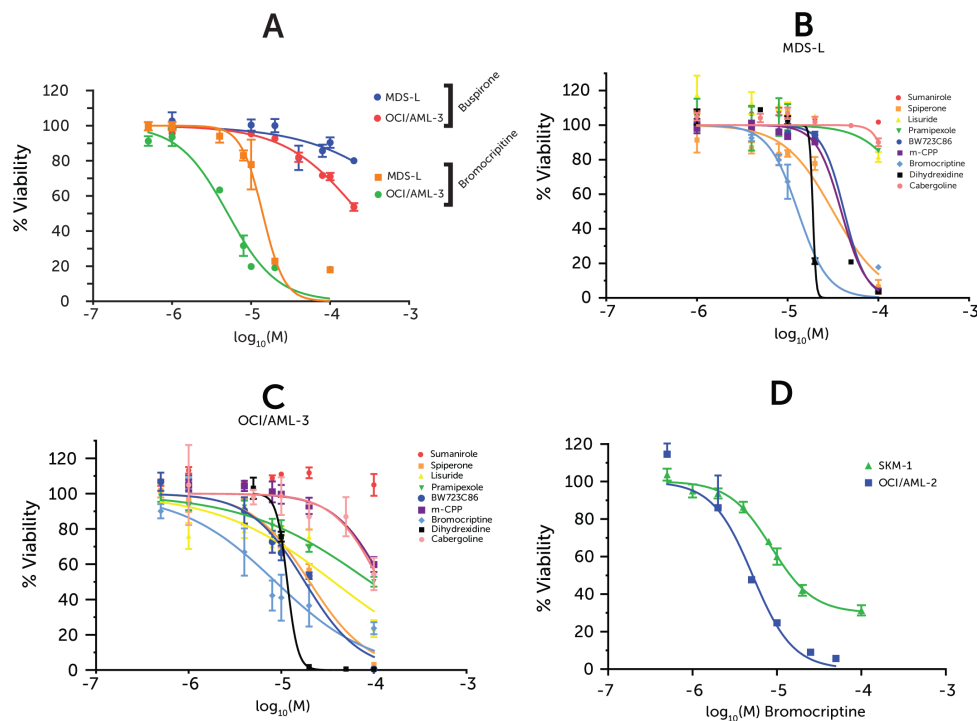 A
% Viability
120
100
80
60
40
20
0
-7
-6
-5
-4
-3
log10(M)
MDS-L
OCI/AML-3
Buspirone
MDS-L
OCI/AML-3
Bromocripitine
B
MDS-L
% Viability
120
100
80
60
40
20
0
-7
-6
-5
-4
-3
log10(M)
Sumanirole
Spiperone
Lisuride
Pramipexole
BW723C86
m-CPP
Bromocriptine
Dihydrexidine
Cabergoline
C
OCI/AML-3
% Viability
120
100
80
60
40
20
0
-7
-6
-5
-4
-3
log10(M)
Sumanirole
Spiperone
Lisuride
Pramipexole
BW723C86
m-CPP
Bromocriptine
Dihydrexidine
Cabergoline
D
% Viability
120
100
80
60
40
20
0
-7
-6
-5
-4
-3
log10(M) Bromocriptine
SKM-1
OCI/AML-2